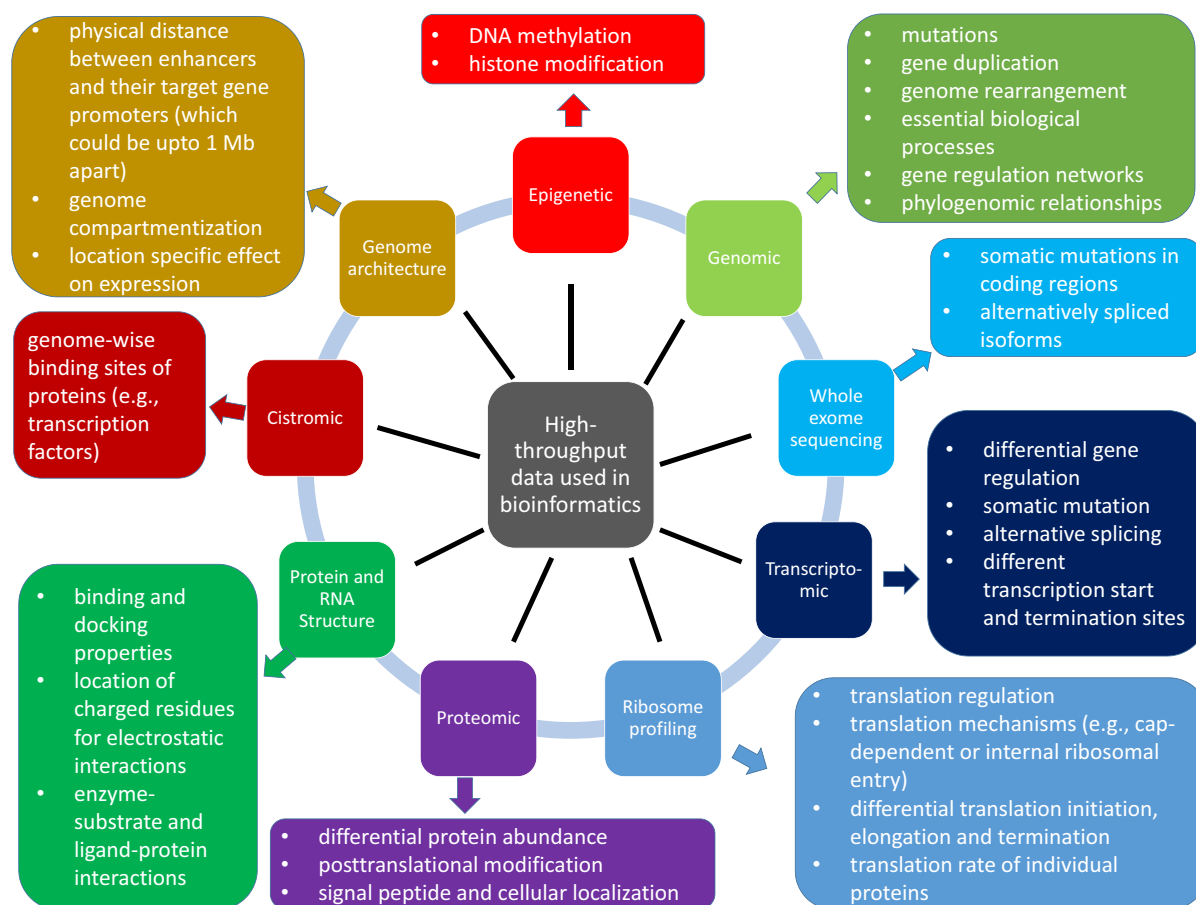 • physical distance
between enhancers
and their target gene
promoters (which
could be upto 1 Mb
apart)
• genome
compartmentization
• location specific effect
on expression
• DNA methylation
• histone modification
• mutations
• gene duplication
• genome rearrangement
• essential biological
processes
• gene regulation networks
• phylogenomic relationships
Epigenetic
Genome
architecture
Genomic
• somatic mutations in
coding regions
• alternatively spliced
isoforms
genome-wise
binding sites of
proteins (e.g.,
transcription
factors)
Cistromic
High-
throughput
data used in
bioinformatics
Whole
exome
sequencing
• differential gene
regulation
• somatic mutation
• alternative splicing
• different
transcription start
and termination sites
Protein and
RNA
Structure
Transcripto-
mic
• binding and
docking
properties
• location of
charged residues
for electrostatic
interactions
• enzyme-
substrate and
ligand-protein
interactions
Proteomic
Ribosome
profiling
• translation regulation
• translation mechanisms (e.g., cap-
dependent or internal ribosomal
entry)
• differential translation initiation,
elongation and termination
• translation rate of individual
proteins
• differential protein abundance
• posttranslational modification
• signal peptide and cellular localization